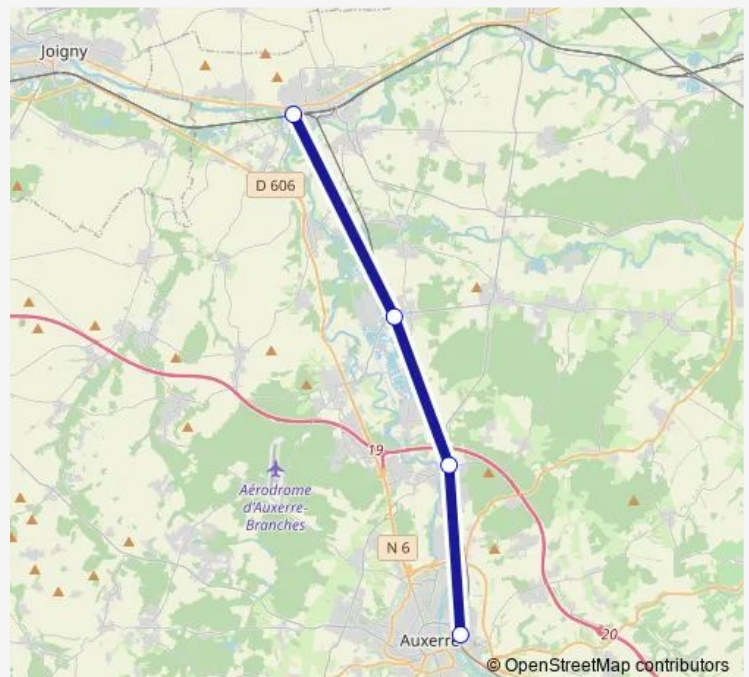 Joigny
D 606
19
Aérodrome
d'Auxerre-
Branches
N 6
20
Auxerre
© OpenStreetMap contributors